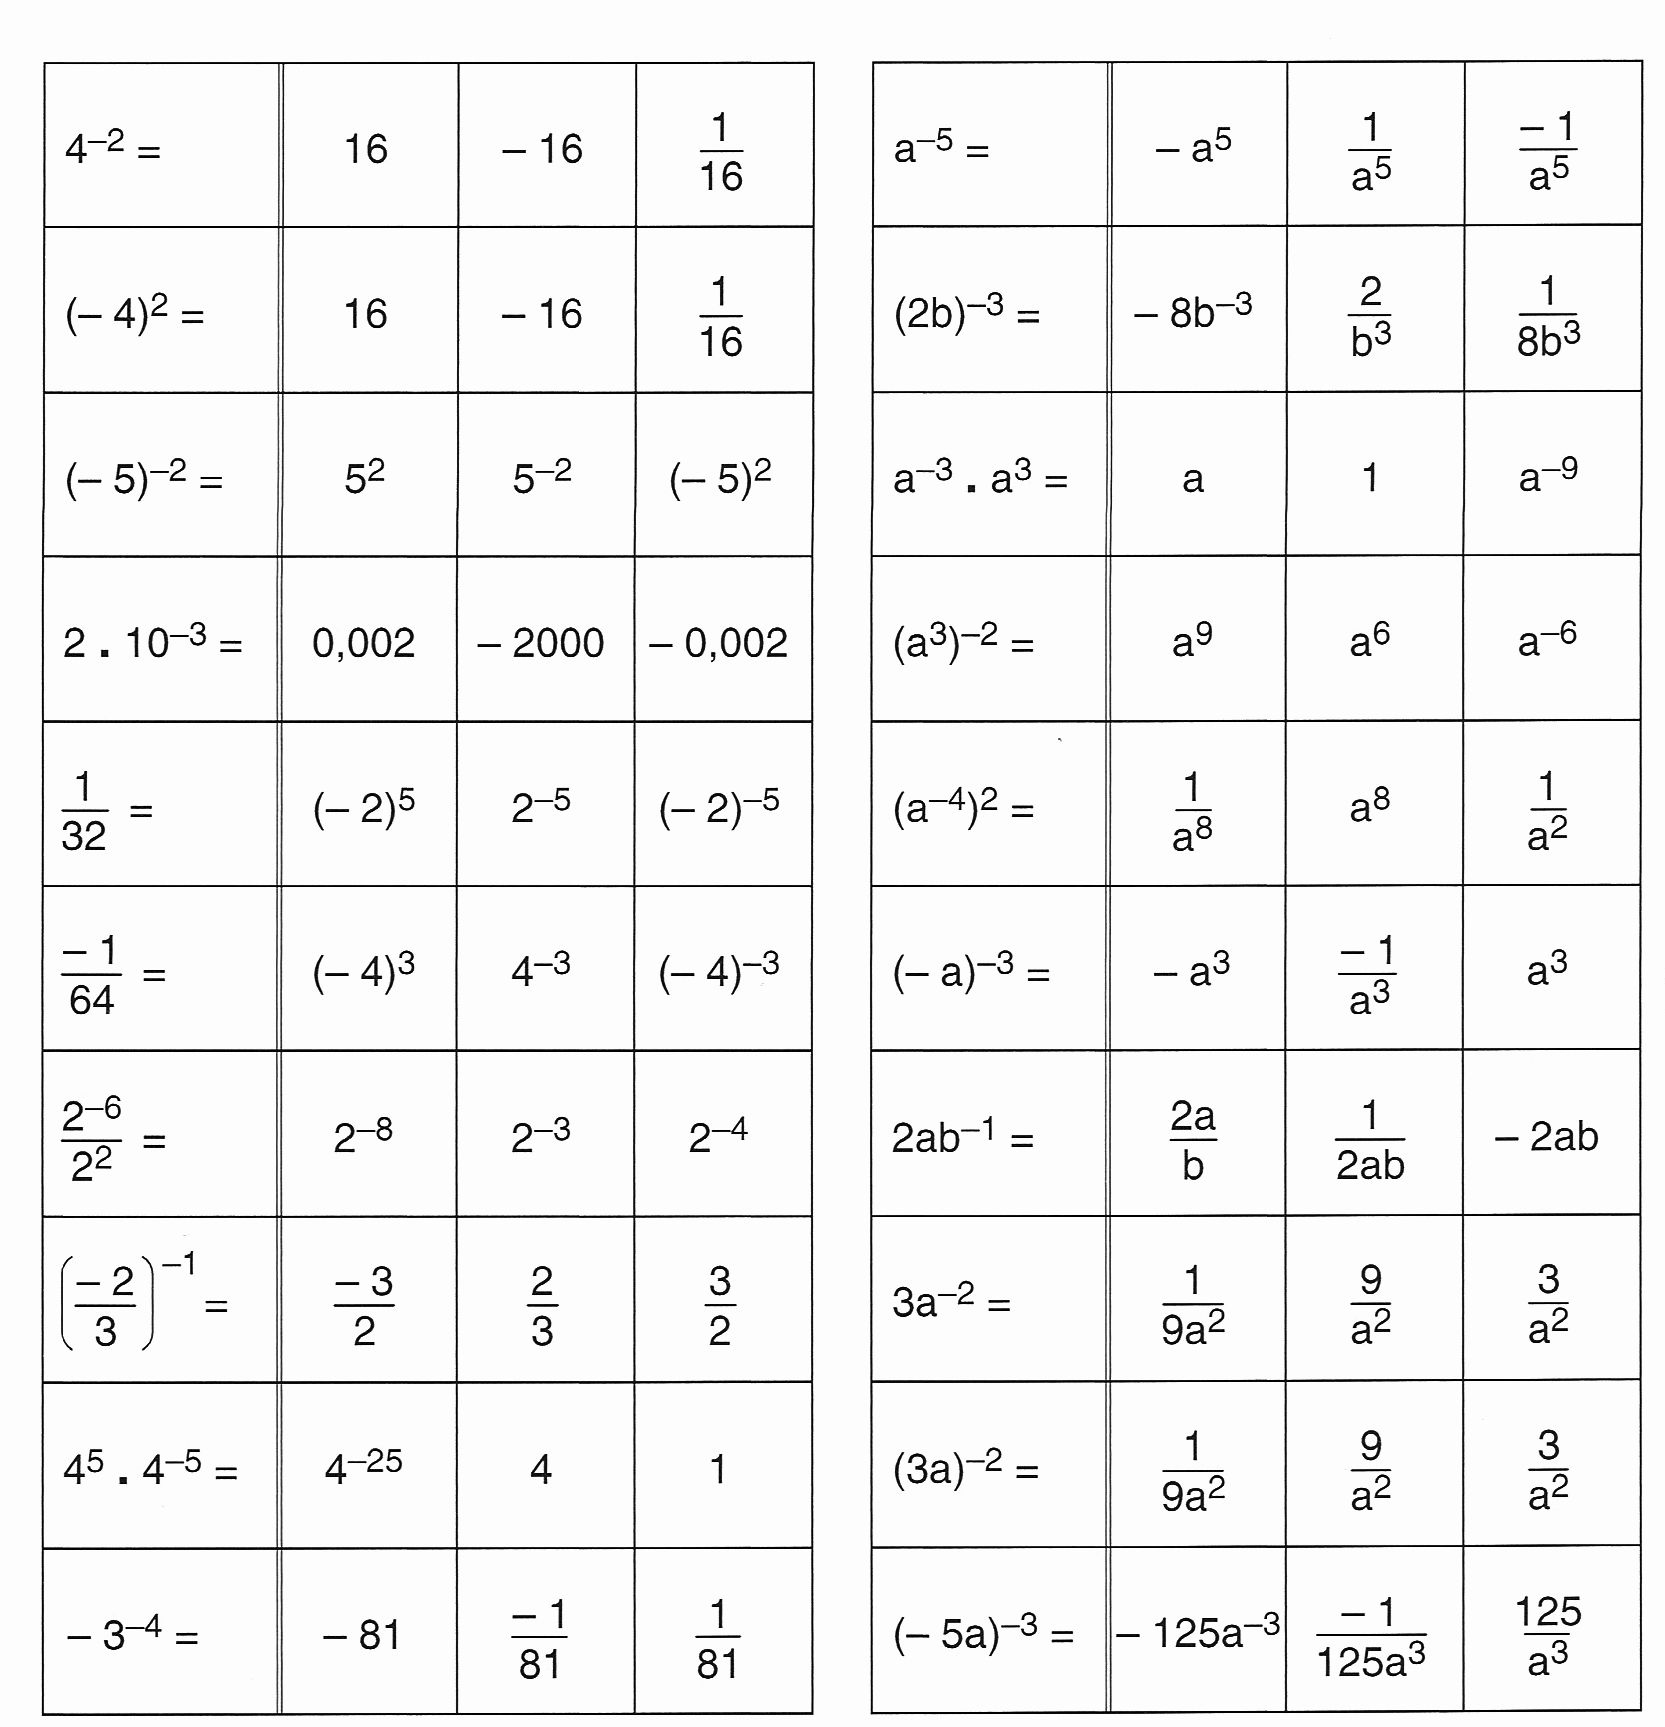 4⁻² = 16 – 16 1/16
(– 4)² = 16 – 16 1/16
(– 5)⁻² = 5² 5⁻² (– 5)²
2 . 10⁻³ = 0,002 – 2000 – 0,002
1/32 = (– 2)⁵ 2⁻⁵ (– 2)⁻⁵
– 1/64 = (– 4)³ 4⁻³ (– 4)⁻³
2⁻⁶/2² = 2⁻⁸ 2⁻³ 2⁻⁴
(– 2/3)⁻¹ = – 3/2 2/3 3/2
4⁵ . 4⁻⁵ = 4⁻²⁵ 4 1
– 3⁻⁴ = – 81 – 1/81 1/81
a⁻⁵ = – a⁵ 1/a⁵ – 1/a⁵
(2b)⁻³ = – 8b⁻³ 2/b³ 1/8b³
a⁻³ . a³ = a 1 a⁻⁹
(a³)⁻² = a⁹ a⁶ a⁻⁶
(a⁻⁴)² = 1/a⁸ a⁸ 1/a²
(– a)⁻³ = – a³ – 1/a³ a³
2ab⁻¹ = 2a/b 1/2ab – 2ab
3a⁻² = 1/9a² 9/a² 3/a²
(3a)⁻² = 1/9a² 9/a² 3/a²
(– 5a)⁻³ = – 125a⁻³ – 1/125a³ 125/a³